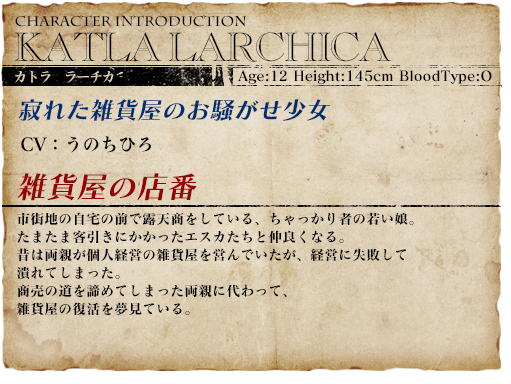 CHARACTER INTRODUCTION
KATLA LARCHICA
カトラ ラーチカ
Age:12 Height:145cm BloodType:O
寂れた雑貨屋のお騒がせ少女
CV：うのちひろ
雑貨屋の店番
市街地の自宅の前で露天商をしている、ちゃっかり者の若い娘。
たまたま客引きにかかったエスカたちと仲良くなる。
昔は両親が個人経営の雑貨屋を営んでいたが、経営に失敗して
潰れてしまった。
商売の道を諦めてしまった両親に代わって、
雑貨屋の復活を夢見ている。